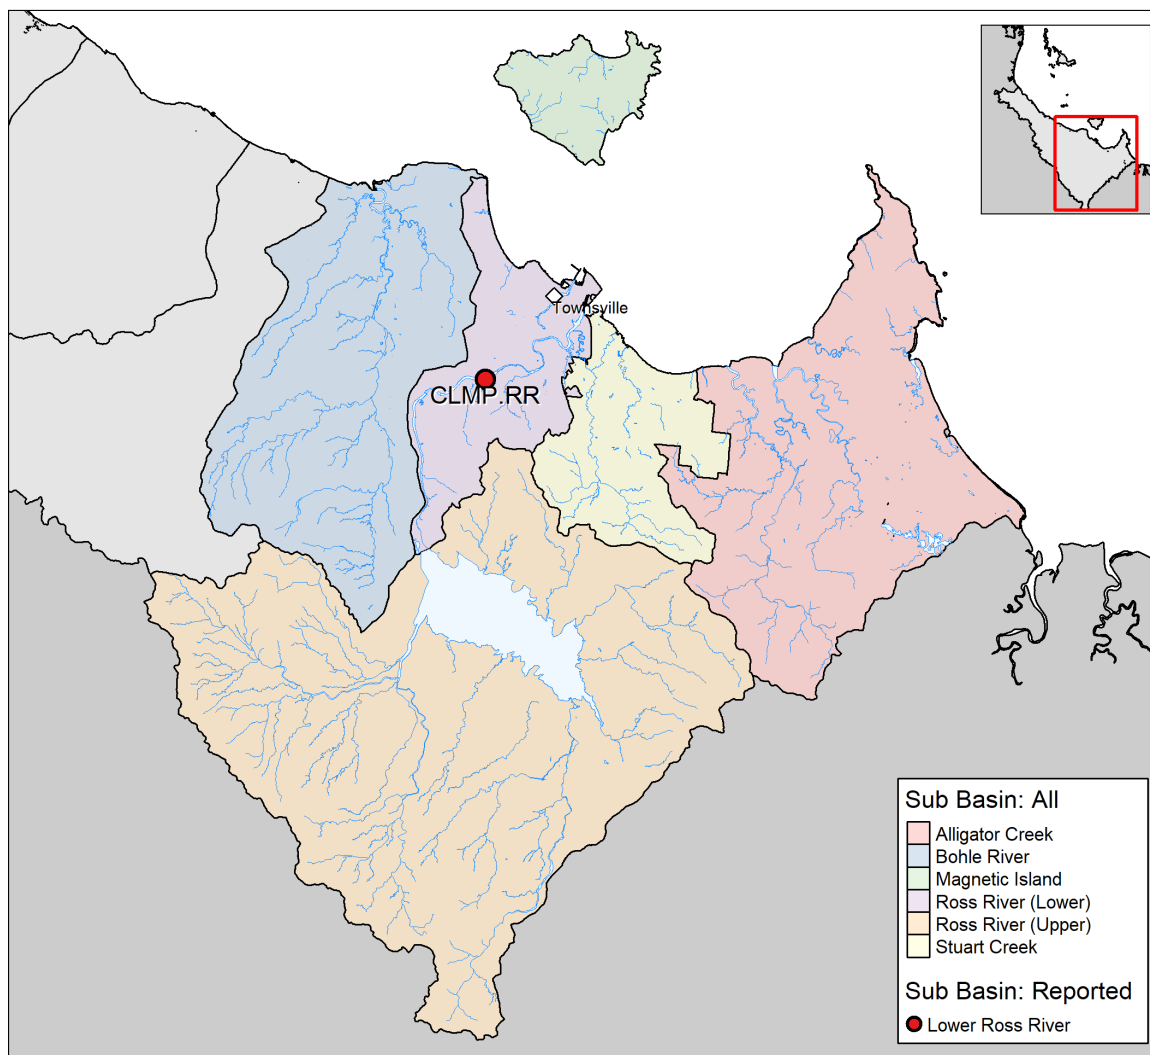 Townsville
CLMP.RR
Sub Basin: All
Alligator Creek
Bohle River
Magnetic Island
Ross River (Lower)
Ross River (Upper)
Stuart Creek
Sub Basin: Reported
Lower Ross River